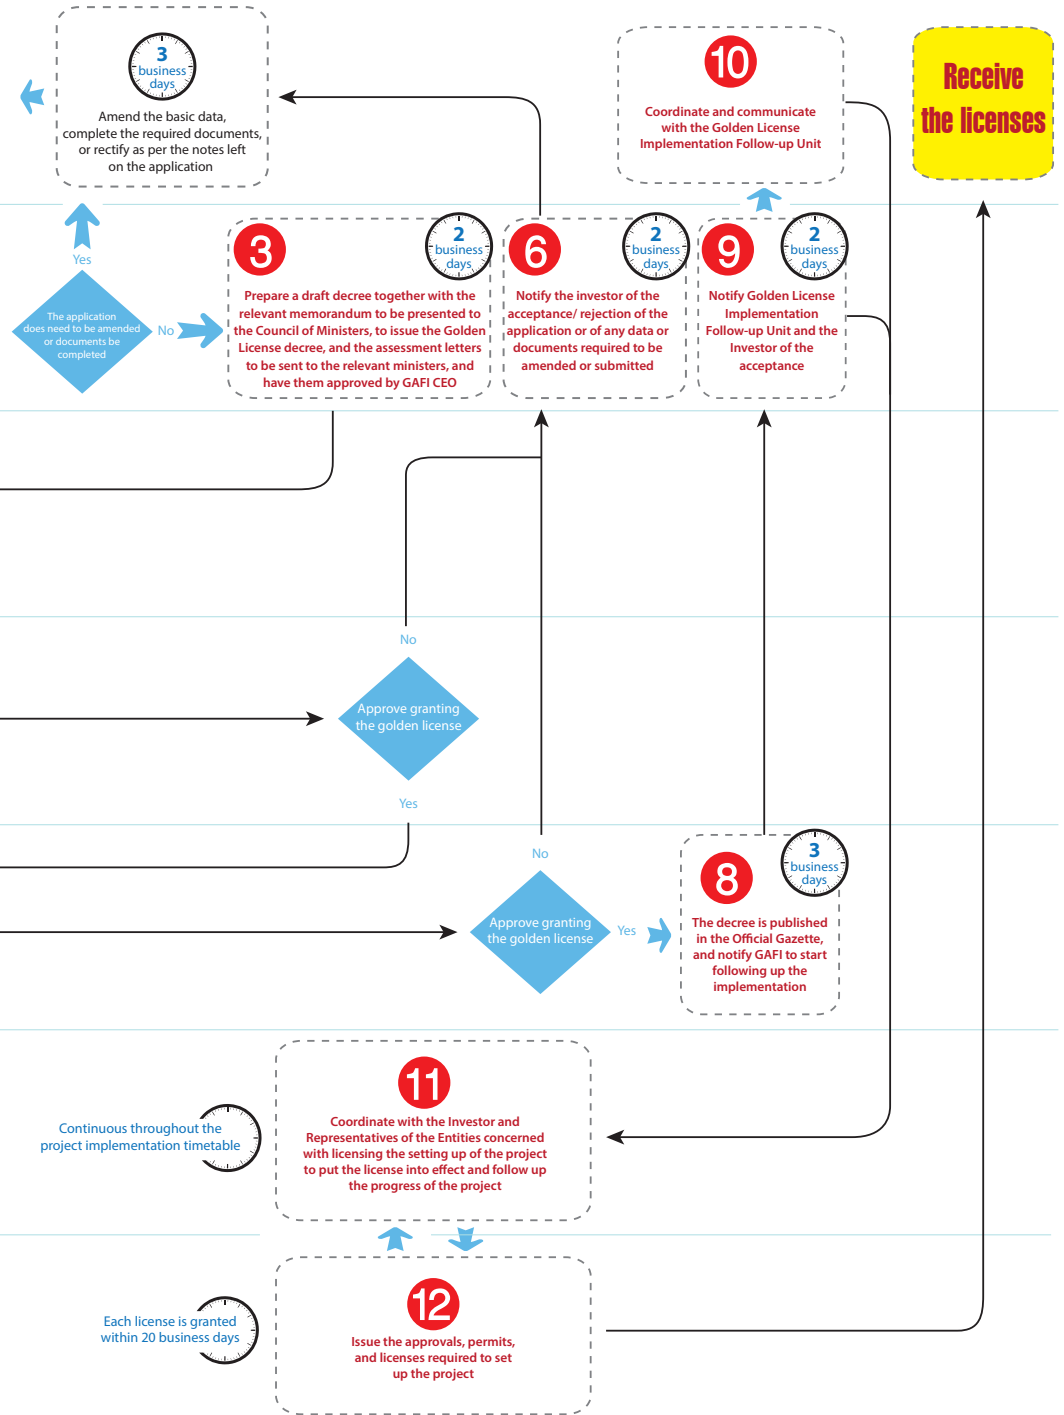 3
business
days
Amend the basic data,
complete the required documents,
or rectify as per the notes left
on the application
10
Coordinate and communicate
with the Golden License
Implementation Follow-up Unit
Receive
the licenses
Yes
The application
does need to be amended
or documents be
completed
No
3
2
business
days
Prepare a draft decree together with the
relevant memorandum to be presented to
the Council of Ministers, to issue the Golden
License decree, and the assessment letters
to be sent to the relevant ministers, and
have them approved by GAFI CEO
6
2
business
days
Notify the investor of the
acceptance/ rejection of the
application or of any data or
documents required to be
amended or submitted
9
2
business
days
Notify Golden License
Implementation
Follow-up Unit and the
Investor of the
acceptance
No
Approve granting
the golden license
Yes
No
Approve granting
the golden license
Yes
8
3
business
days
The decree is published
in the Official Gazette,
and notify GAFI to start
following up the
implementation
11
Coordinate with the Investor and
Representatives of the Entities concerned
with licensing the setting up of the project
to put the license into effect and follow up
the progress of the project
Continuous throughout the
project implementation timetable
12
Issue the approvals, permits,
and licenses required to set
up the project
Each license is granted
within 20 business days